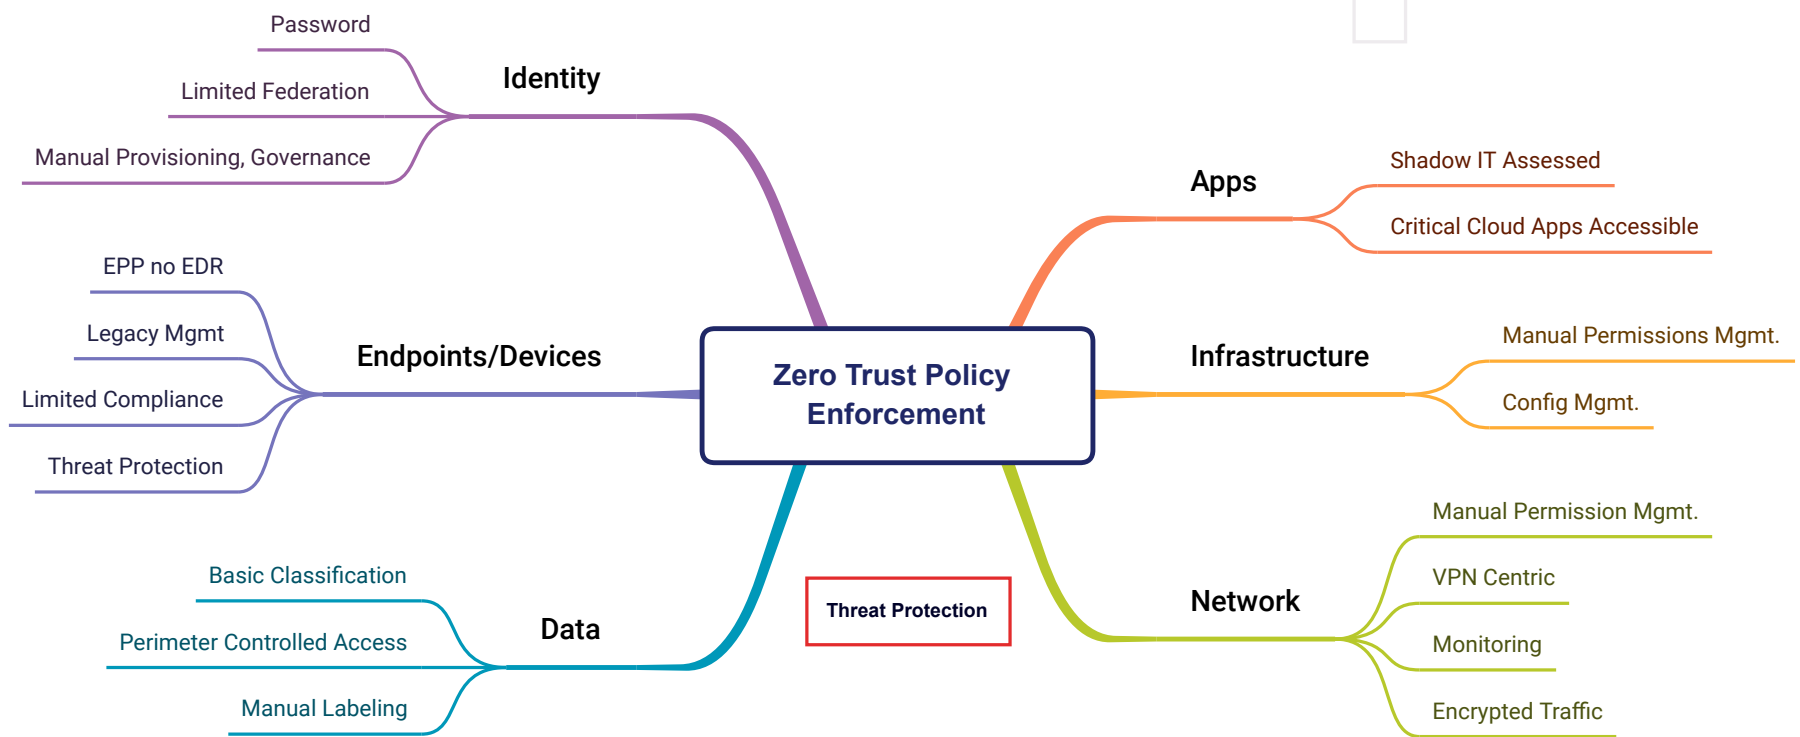 Password
Identity
Limited Federation
Manual Provisioning, Governance
EPP no EDR
Legacy Mgmt
Endpoints/Devices
Limited Compliance
Threat Protection
Basic Classification
Data
Perimeter Controlled Access
Manual Labeling
Zero Trust Policy
Enforcement
Threat Protection
Apps
Shadow IT Assessed
Critical Cloud Apps Accessible
Infrastructure
Manual Permissions Mgmt.
Config Mgmt.
Network
Manual Permission Mgmt.
VPN Centric
Monitoring
Encrypted Traffic